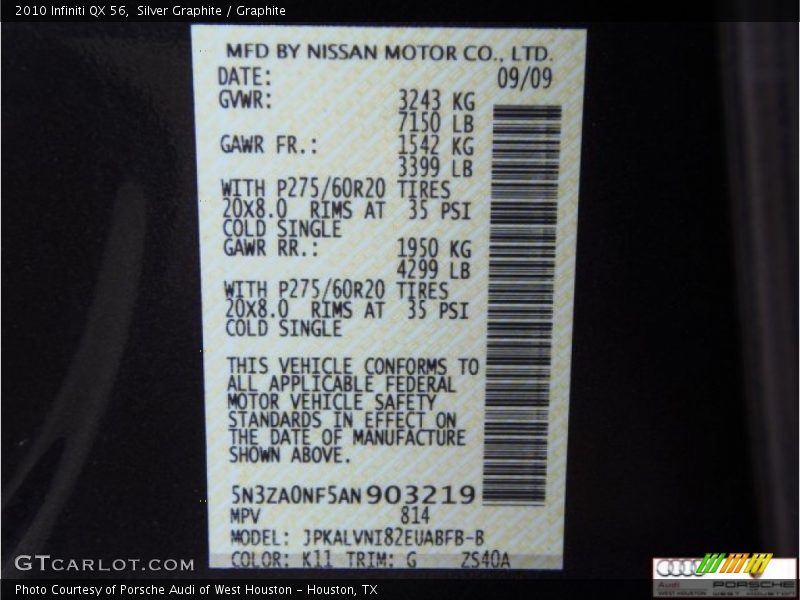 2010 Infiniti QX 56,  Silver Graphite / Graphite
MFD BY NISSAN MOTOR CO., LTD.
DATE: 09/09
GVWR: 3243 KG
7150 LB
GAWR FR.: 1542 KG
3399 LB
WITH P275/60R20 TIRES
20X8.0 RIMS AT 35 PSI
COLD SINGLE
GAWR RR.: 1950 KG
4299 LB
WITH P275/60R20 TIRES
20X8.0 RIMS AT 35 PSI
COLD SINGLE
THIS VEHICLE CONFORMS TO
ALL APPLICABLE FEDERAL
MOTOR VEHICLE SAFETY
STANDARDS IN EFFECT ON
THE DATE OF MANUFACTURE
SHOWN ABOVE.
5N3ZA0NF5AN903219
MPV 814
MODEL: JPKALVNI82EUABFB-B
COLOR: K11 TRIM: G ZS40A
GTCARLOT.COM
Audi PORSCHE
WEST HOUSTON WEST HOUSTON
Photo Courtesy of Porsche Audi of West Houston - Houston, TX